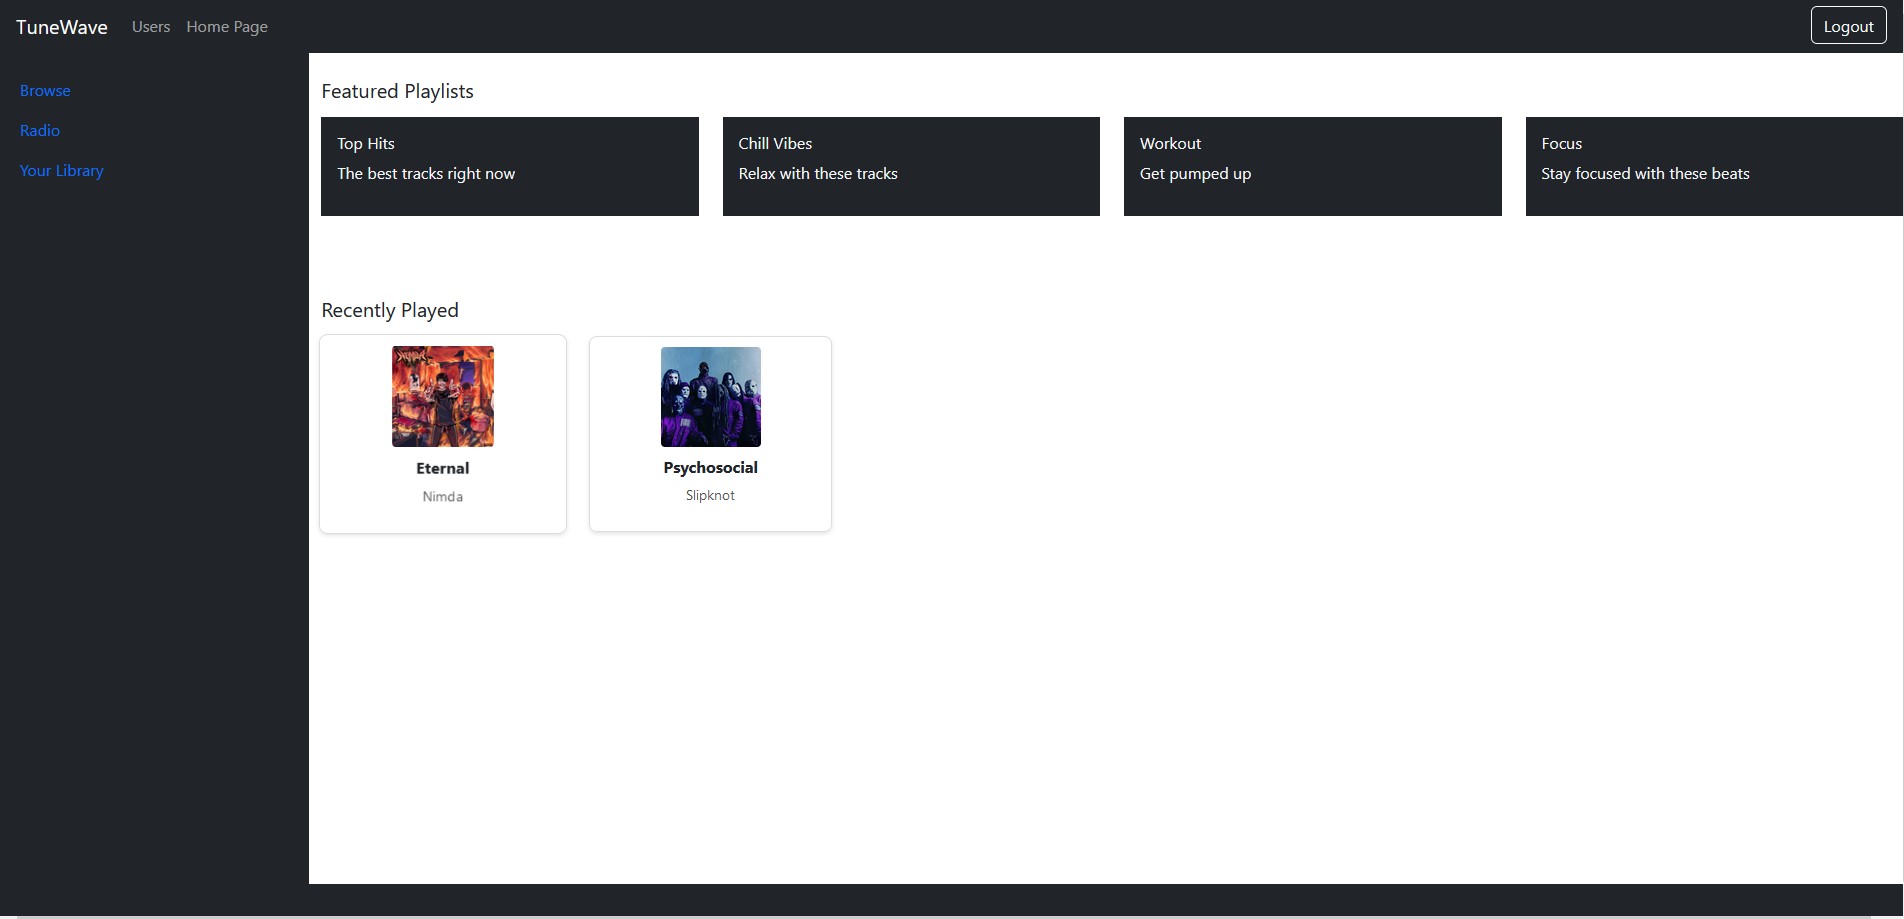 TuneWave Users Home Page Logout
Browse
Radio
Your Library
Featured Playlists
Top Hits
The best tracks right now
Chill Vibes
Relax with these tracks
Workout
Get pumped up
Focus
Stay focused with these beats
Recently Played
Eternal
Nimda
Psychosocial
Slipknot